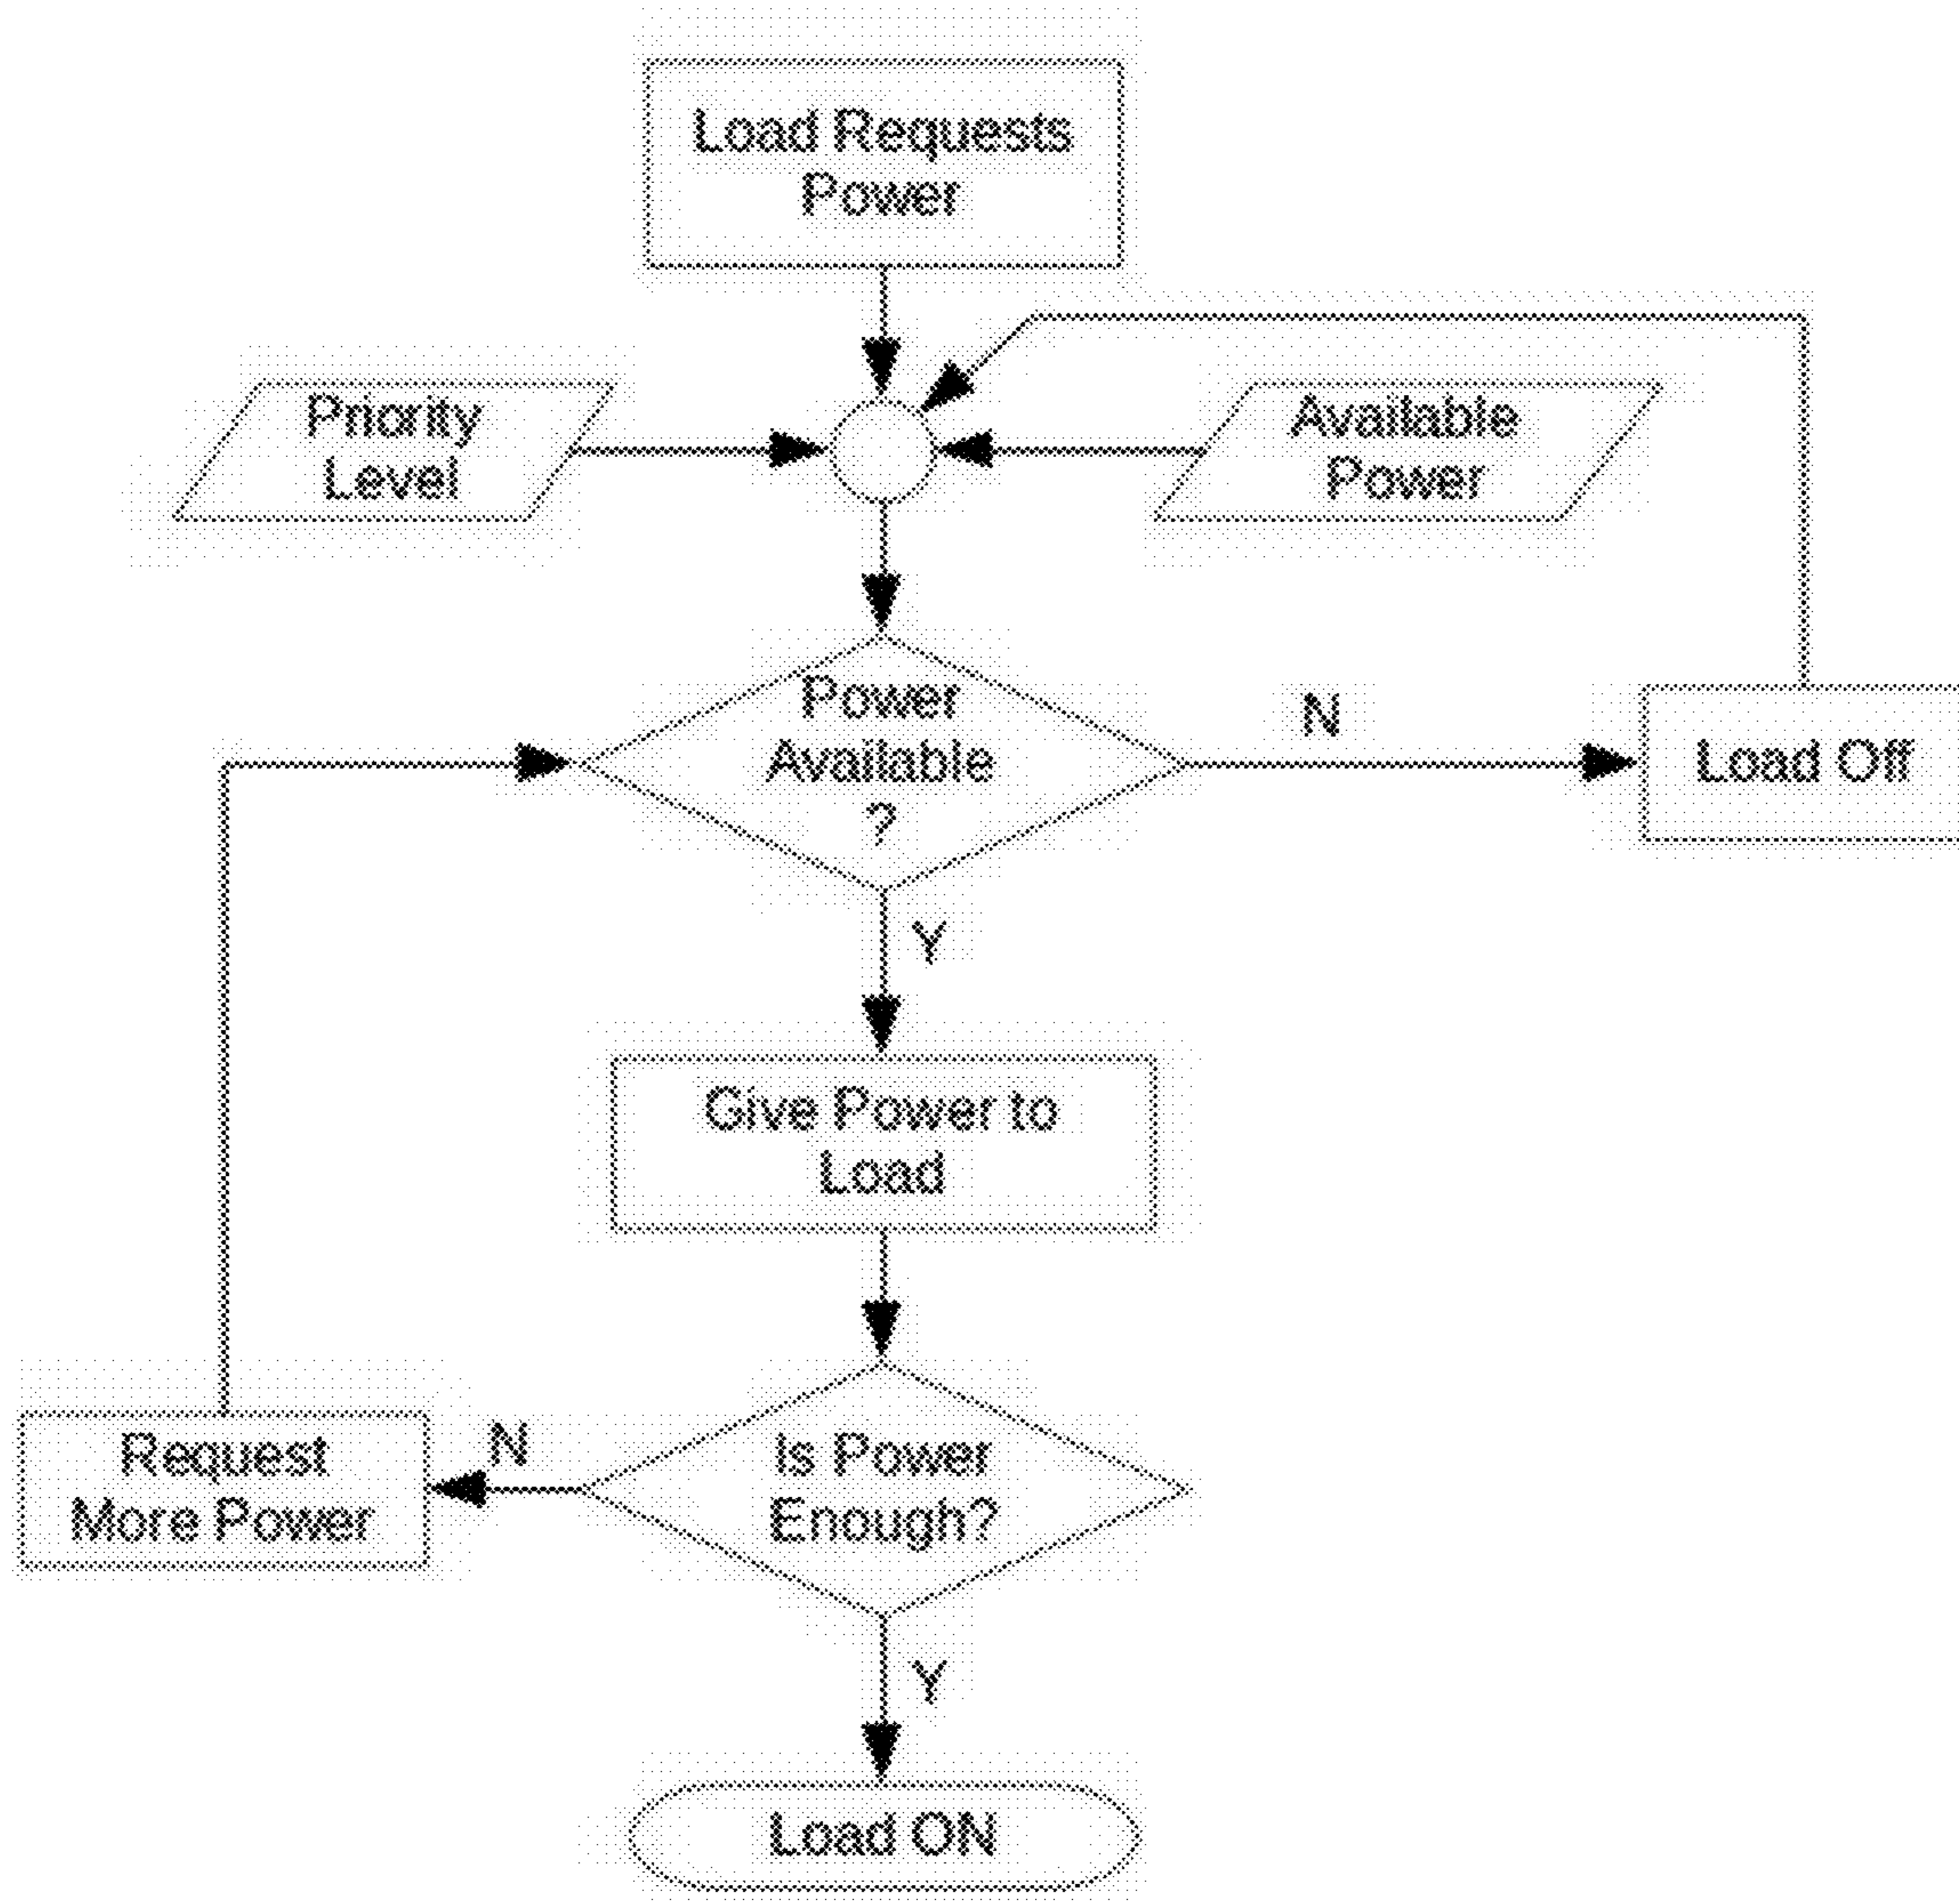 Load Requests
Power
Priority
Level
Available
Power
Power
Available
?
N
Load Off
Y
Give Power to
Load
Is Power
Enough?
N
Request
More Power
Y
Load ON